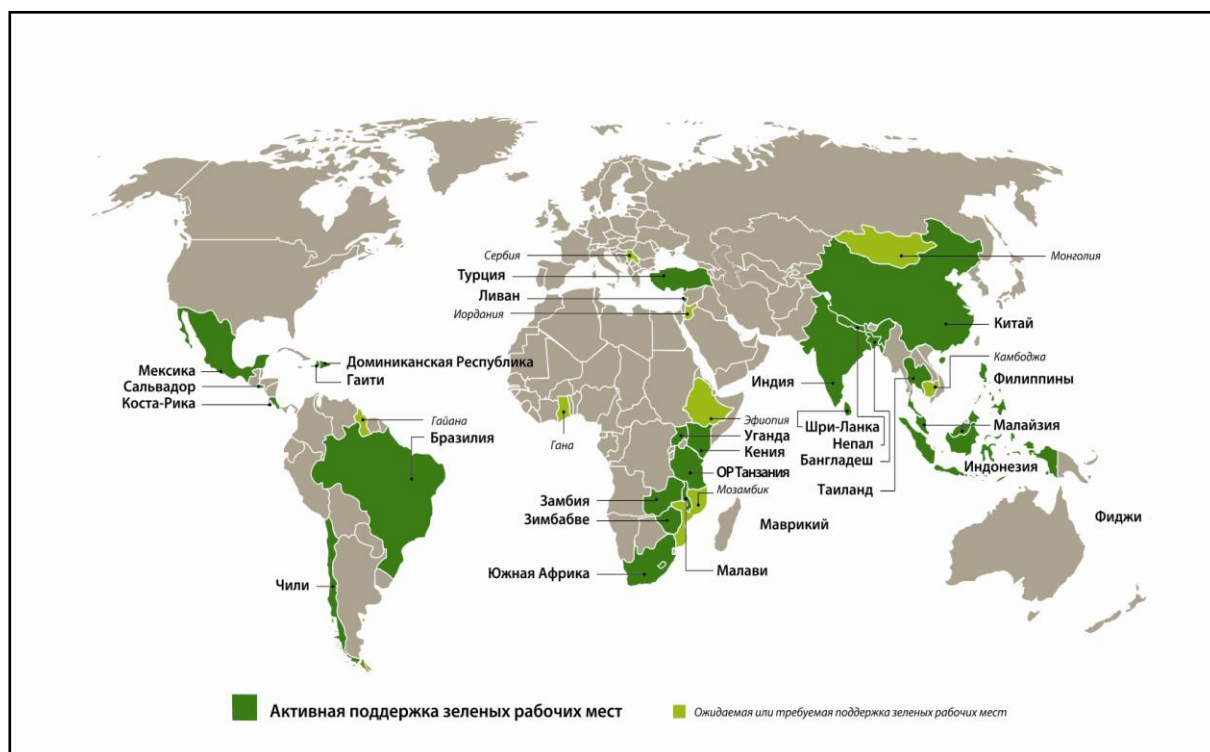 Сербия
Турция
Ливан
Иордания
Монголия
Китай
Камбоджа
Филиппины
Малайзия
Индонезия
Индия
Шри-Ланка
Непал
Бангладеш
Таиланд
Доминиканская Республика
Гаити
Мексика
Сальвадор
Коста-Рика
Гайана
Бразилия
Чили
Гана
Эфиопия
Уганда
Кения
ОР Танзания
Мозамбик
Замбия
Зимбабве
Маврикий
Малави
Южная Африка
Фиджи
Активная поддержка зеленых рабочих мест
Ожидаемая или требуемая поддержка зеленых рабочих мест